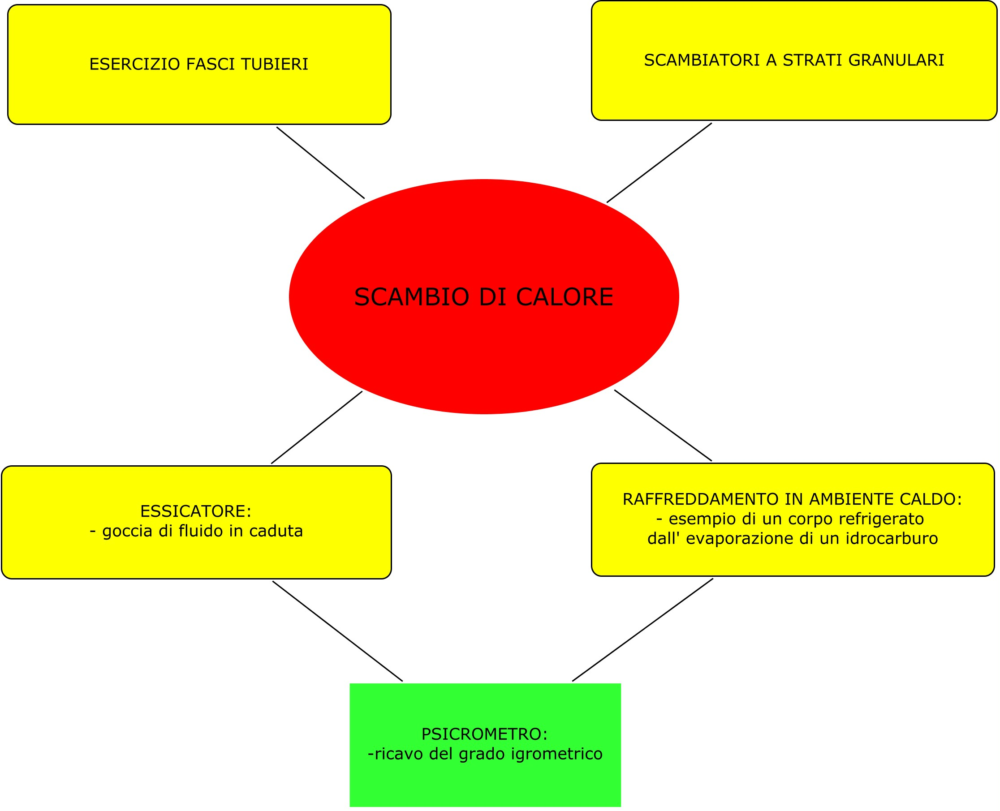 ESERCIZIO FASCI TUBIERI
SCAMBIATORI A STRATI GRANULARI
SCAMBIO DI CALORE
ESSICATORE:
- goccia di fluido in caduta
RAFFREDDAMENTO IN AMBIENTE CALDO:
- esempio di un corpo refrigerato
dall' evaporazione di un idrocarburo
PSICROMETRO:
-ricavo del grado igrometrico